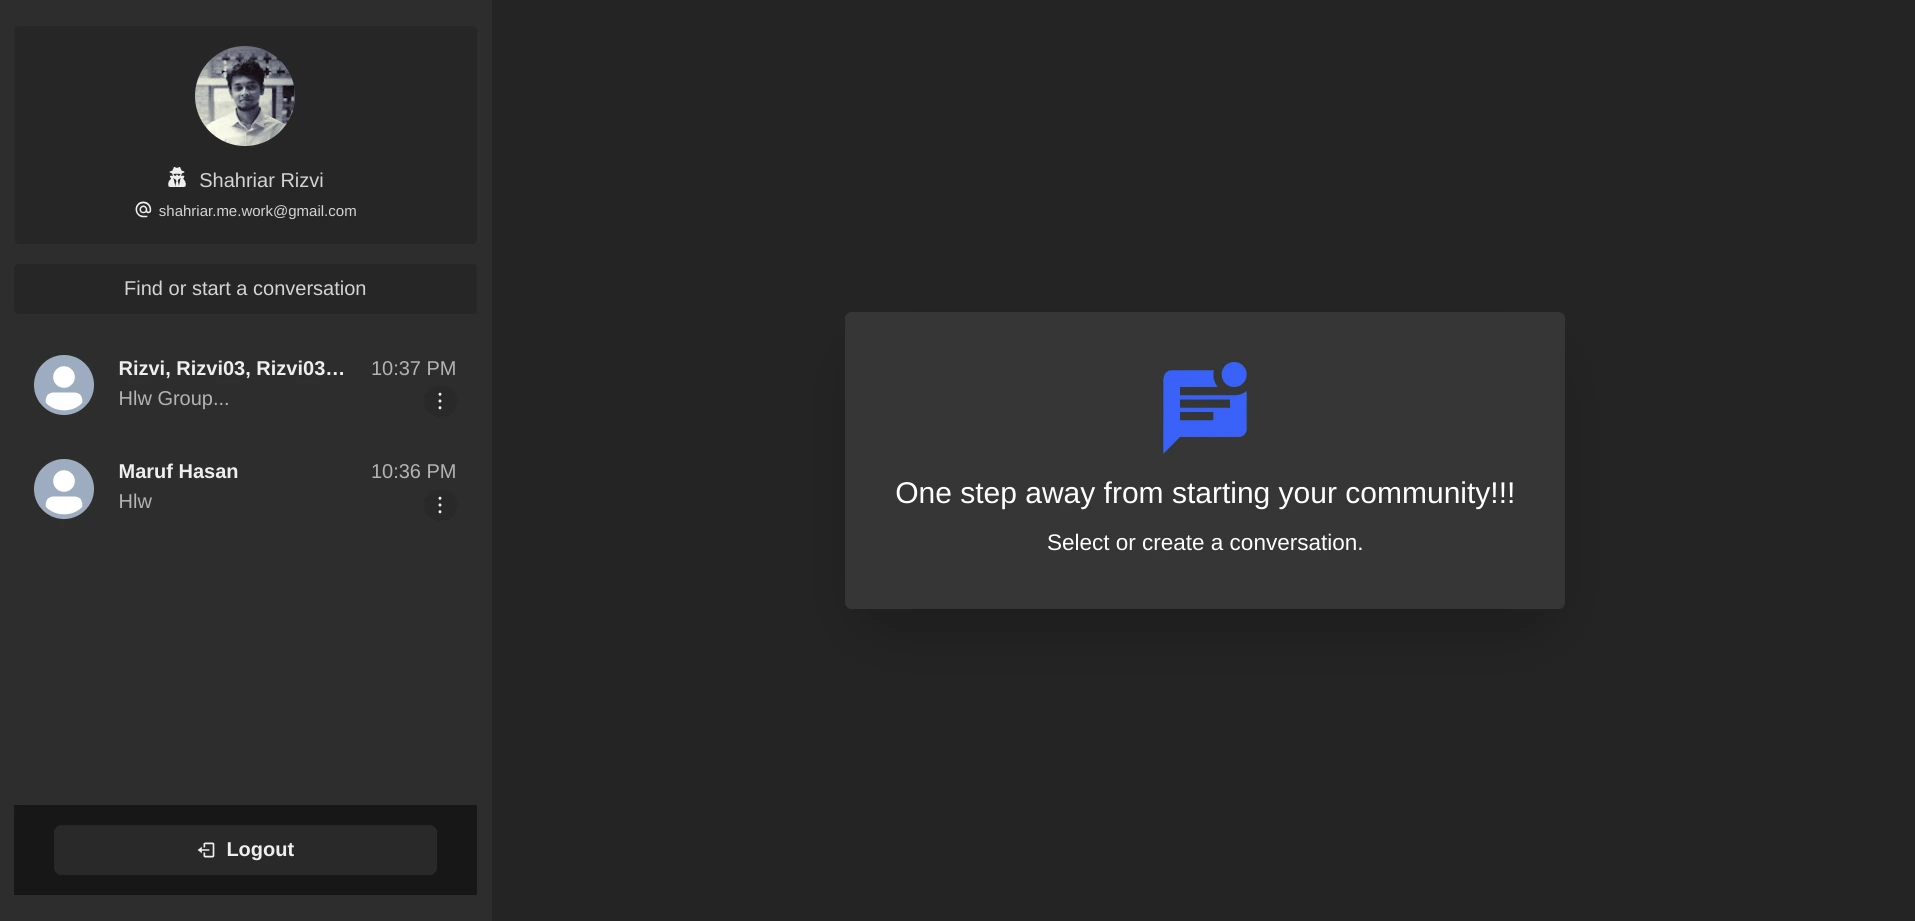 Shahriar Rizvi
shahriar.me.work@gmail.com
Find or start a conversation
Rizvi, Rizvi03, Rizvi03... 10:37 PM
Hlw Group...
Maruf Hasan 10:36 PM
Hlw
Logout
One step away from starting your community!!!
Select or create a conversation.